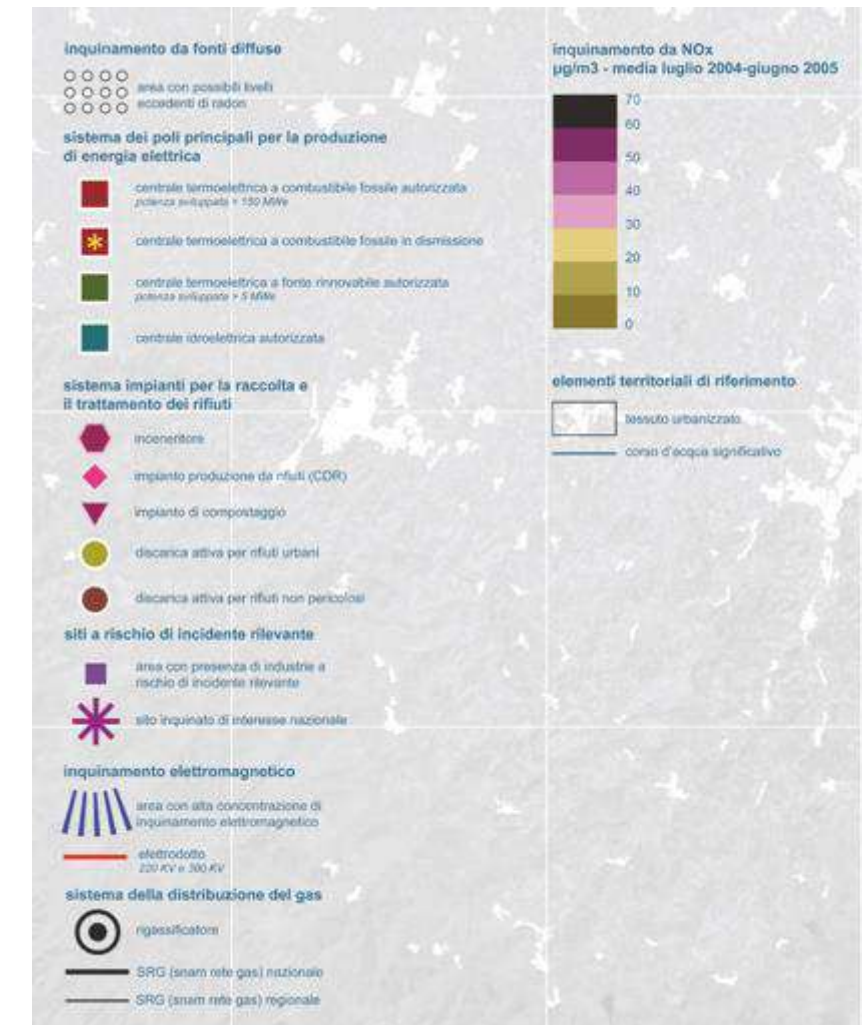 inquinamento da fonti diffuse
area con possibili livelli
eccedenti di radon
sistema dei poli principali per la produzione
di energia elettrica
centrale termoelettrica a combustibile fossile autorizzata
potenza sviluppata > 150 MWe
centrale termoelettrica a combustibile fossile in dismissione
centrale termoelettrica a fonte rinnovabile autorizzata
potenza sviluppata > 5 MWe
centrale idroelettrica autorizzata
sistema impianti per la raccolta e
il trattamento dei rifiuti
inceneritore
impianto produzione da rifiuti (CDR)
impianto di compostaggio
discarica attiva per rifiuti urbani
discarica attiva per rifiuti non pericolosi
siti a rischio di incidente rilevante
area con presenza di industrie a
rischio di incidente rilevante
sito inquinato di interesse nazionale
inquinamento elettromagnetico
area con alta concentrazione di
inquinamento elettromagnetico
elettrodotto
220 KV e 380 KV
sistema della distribuzione del gas
rigassificatore
SRG (snam rete gas) nazionale
SRG (snam rete gas) regionale
inquinamento da NOx
µg/m3 - media luglio 2004-giugno 2005
70
60
50
40
30
20
10
0
elementi territoriali di riferimento
tessuto urbanizzato
corso d'acqua significativo